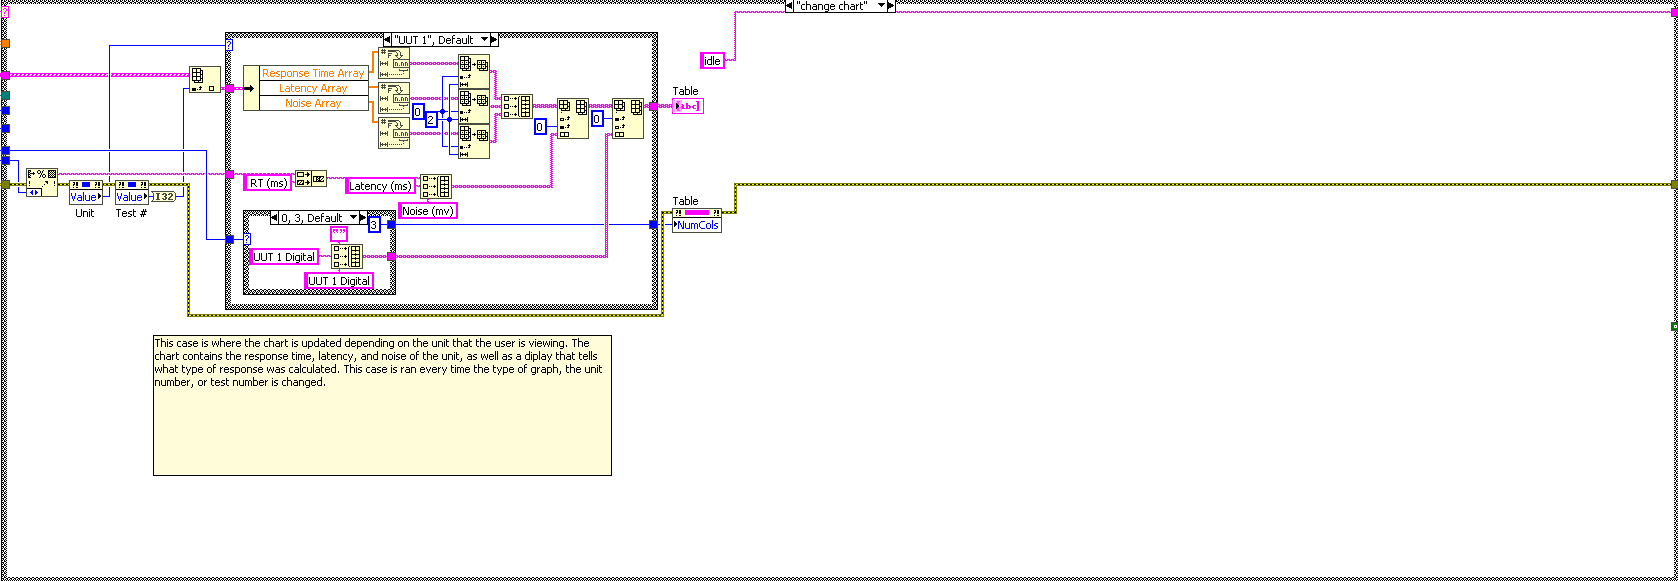 "change chart"
"UUT 1", Default
idle
Response Time Array
Latency Array
Noise Array
0
2
0
0
Table
abc
RT (ms)
Latency (ms)
Noise (mv)
Value
Unit
Value
Test #
I32
Table
NumCols
0, 3, Default
3
""
UUT 1 Digital
UUT 1 Digital
This case is where the chart is updated depending on the unit that the user is viewing. The
chart contains the response time, latency, and noise of the unit, as well as a diplay that tells
what type of response was calculated. This case is ran every time the type of graph, the unit
number, or test number is changed.